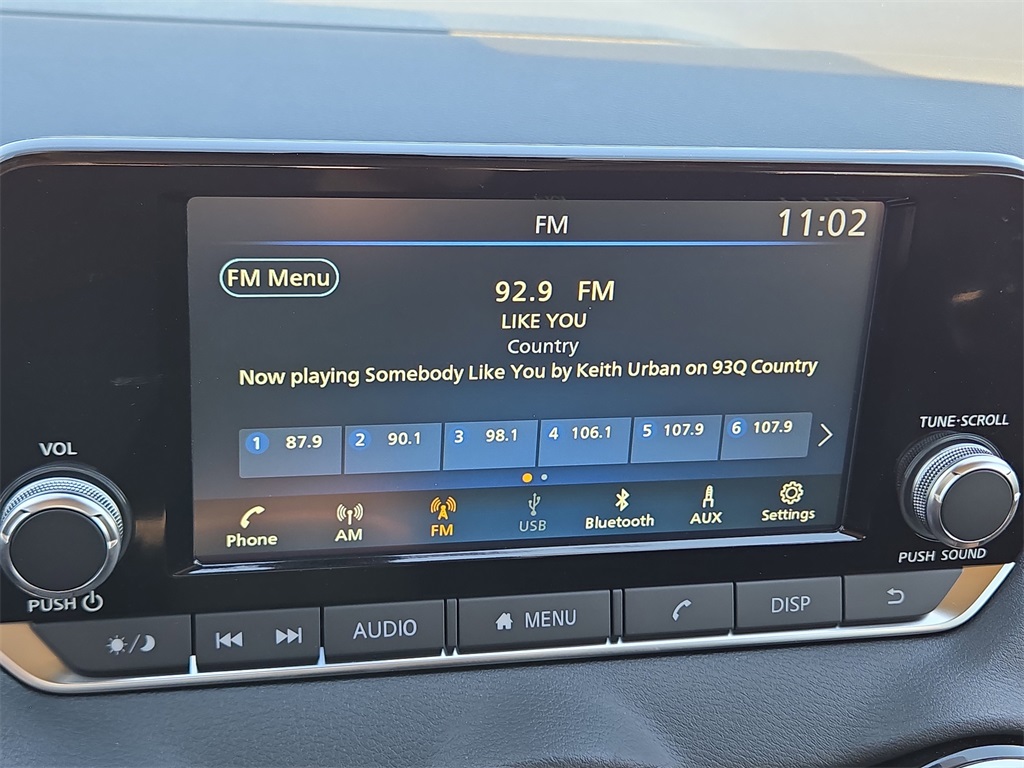 FM 11:02
FM Menu
92.9 FM
LIKE YOU
Country
Now playing Somebody Like You by Keith Urban on 93Q Country
1 87.9 2 90.1 3 98.1 4 106.1 5 107.9 6 107.9
Phone AM FM USB Bluetooth AUX Settings
VOL
PUSH
TUNE·SCROLL
PUSH SOUND
AUDIO MENU DISP